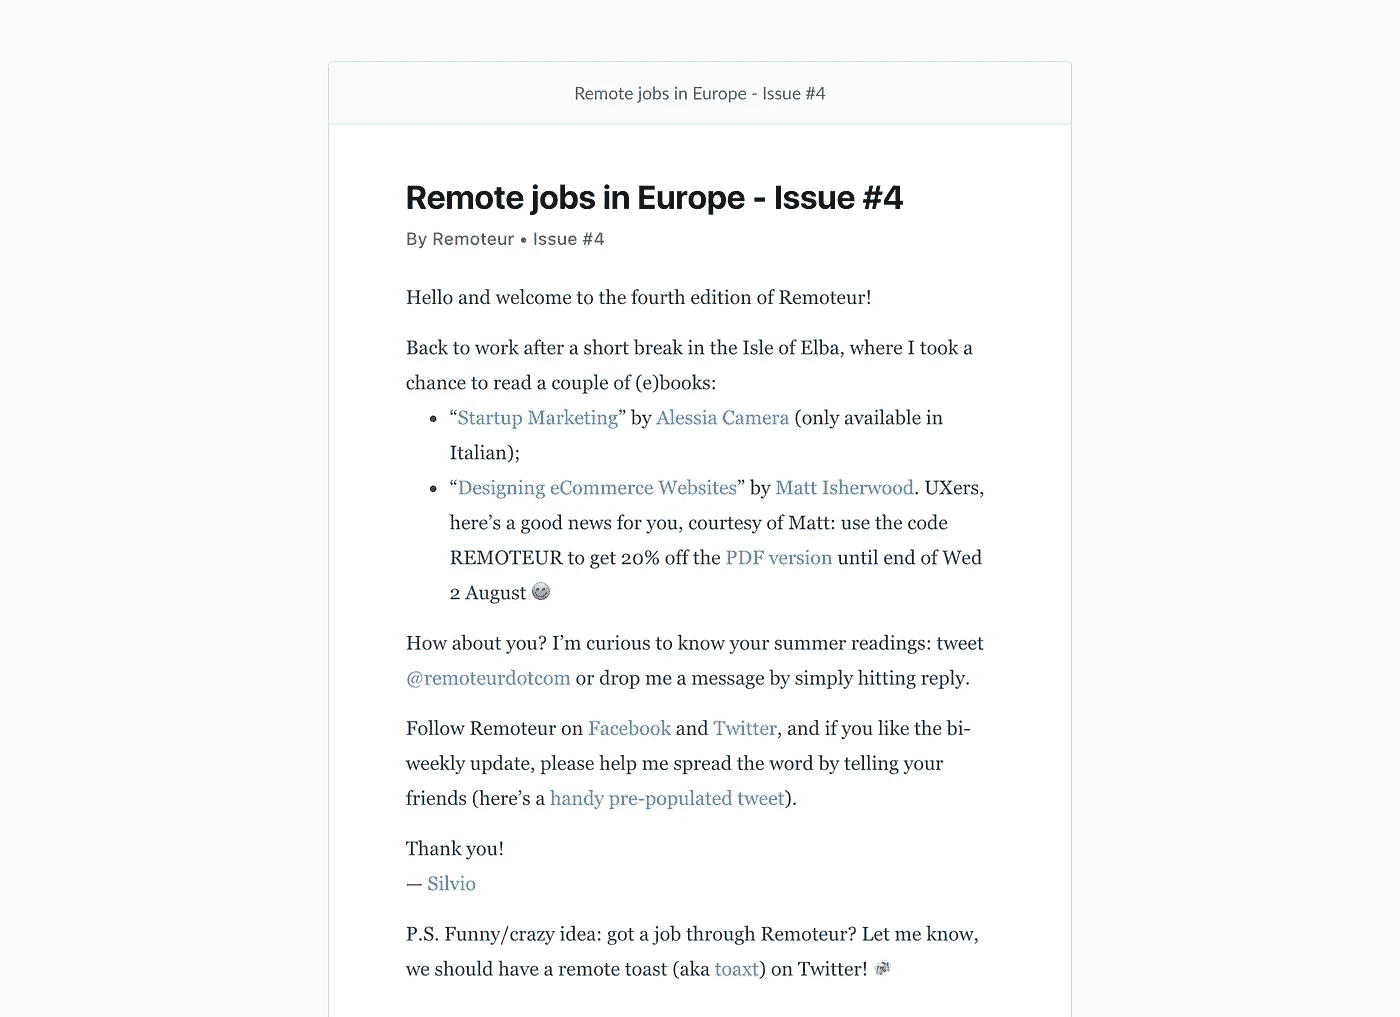 Remote jobs in Europe - Issue #4
Remote jobs in Europe - Issue #4
By Remoteur • Issue #4
Hello and welcome to the fourth edition of Remoteur!
Back to work after a short break in the Isle of Elba, where I took a
chance to read a couple of (e)books:
• “Startup Marketing” by Alessia Camera (only available in
Italian);
• “Designing eCommerce Websites” by Matt Isherwood. UXers,
here’s a good news for you, courtesy of Matt: use the code
REMOTEUR to get 20% off the PDF version until end of Wed
2 August 😊
How about you? I’m curious to know your summer readings: tweet
@remoteurdotcom or drop me a message by simply hitting reply.
Follow Remoteur on Facebook and Twitter, and if you like the bi-
weekly update, please help me spread the word by telling your
friends (here’s a handy pre-populated tweet).
Thank you!
— Silvio
P.S. Funny/crazy idea: got a job through Remoteur? Let me know,
we should have a remote toast (aka toaxt) on Twitter! 🍻